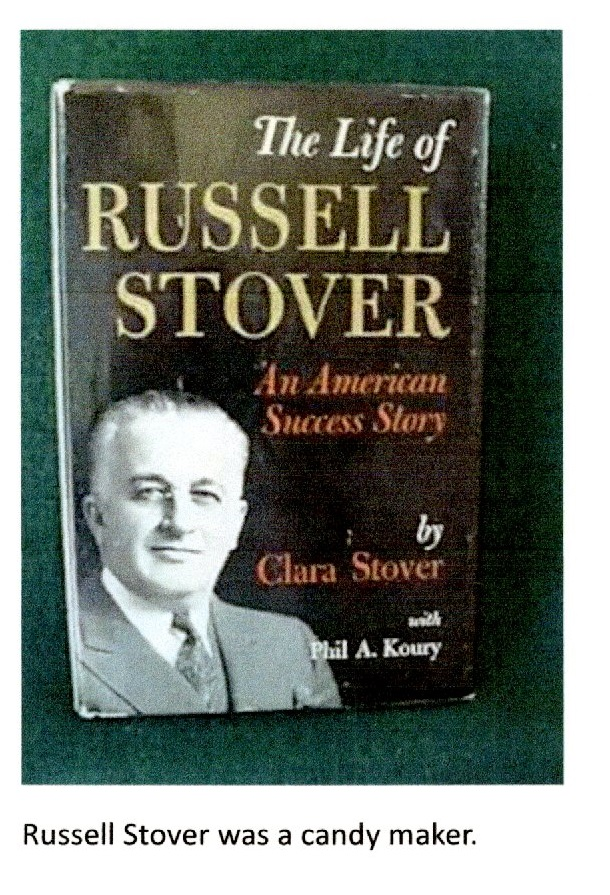 The Life of
RUSSELL
STOVER
An American
Success Story
by
Clara Stover
with
Phil A. Koury
Russell Stover was a candy maker.